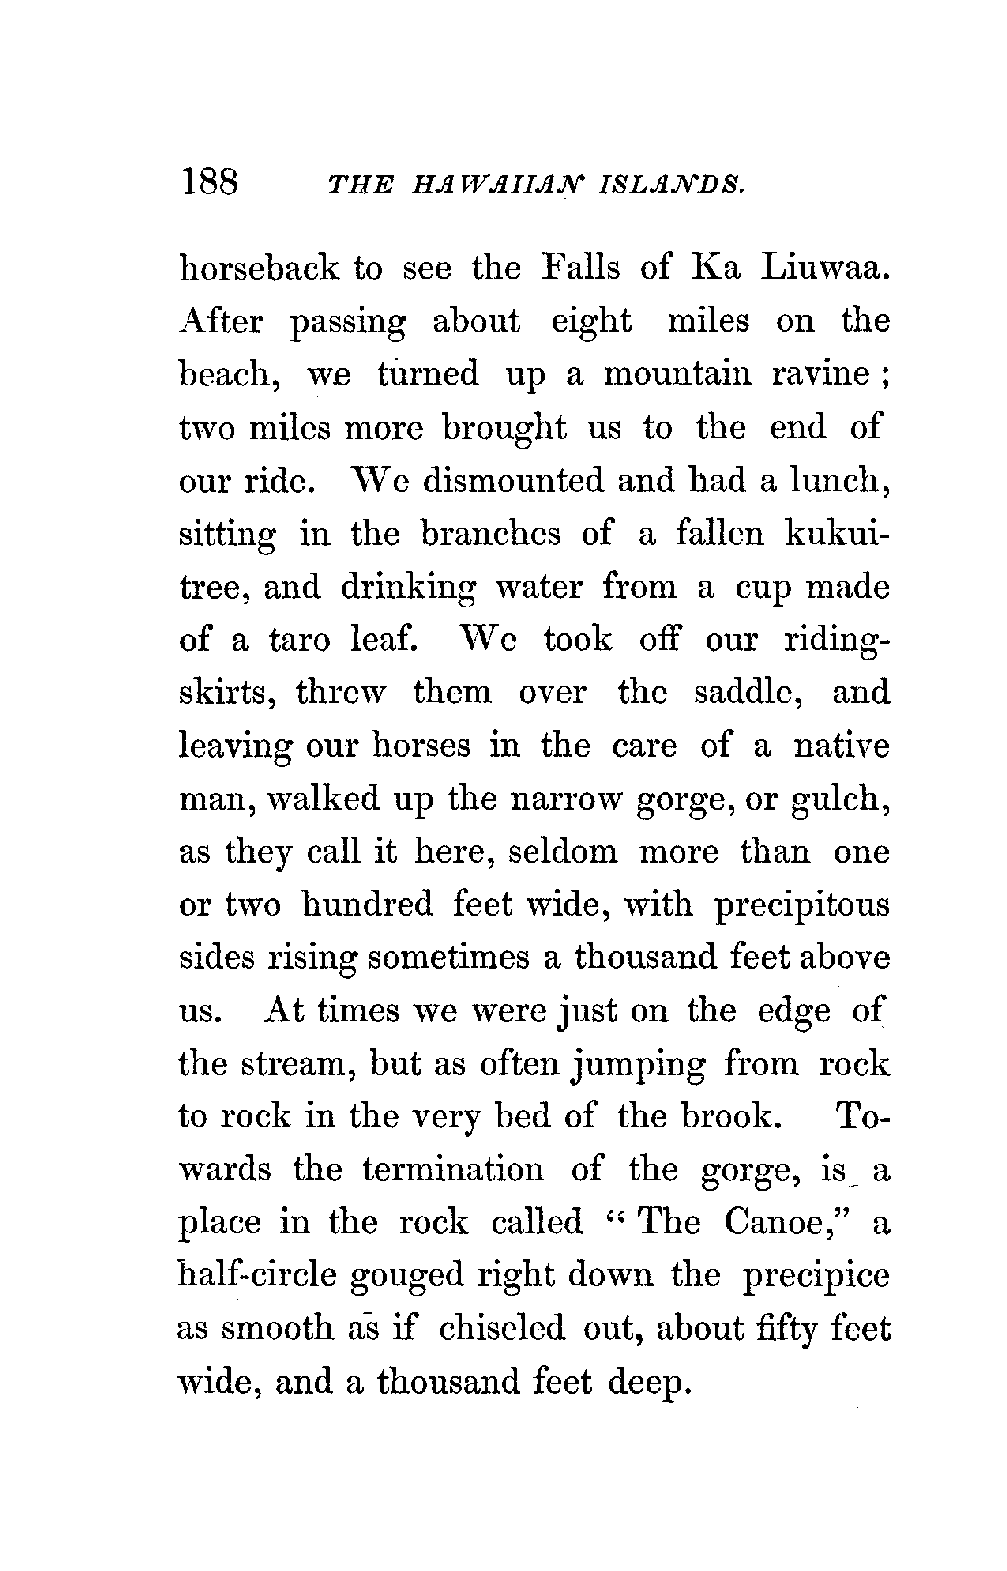 188 THE HAWAIIAN ISLANDS.
horseback to see the Falls of Ka Liuwaa.
After passing about eight miles on the
beach, we turned up a mountain ravine ;
two miles more brought us to the end of
our ride. We dismounted and had a lunch,
sitting in the branches of a fallen kukui-
tree, and drinking water from a cup made
of a taro leaf. We took off our riding-
skirts, threw them over the saddle, and
leaving our horses in the care of a native
man, walked up the narrow gorge, or gulch,
as they call it here, seldom more than one
or two hundred feet wide, with precipitous
sides rising sometimes a thousand feet above
us. At times we were just on the edge of
the stream, but as often jumping from rock
to rock in the very bed of the brook. To-
wards the termination of the gorge, is a
place in the rock called “ The Canoe,” a
half-circle gouged right down the precipice
as smooth as if chiseled out, about fifty feet
wide, and a thousand feet deep.